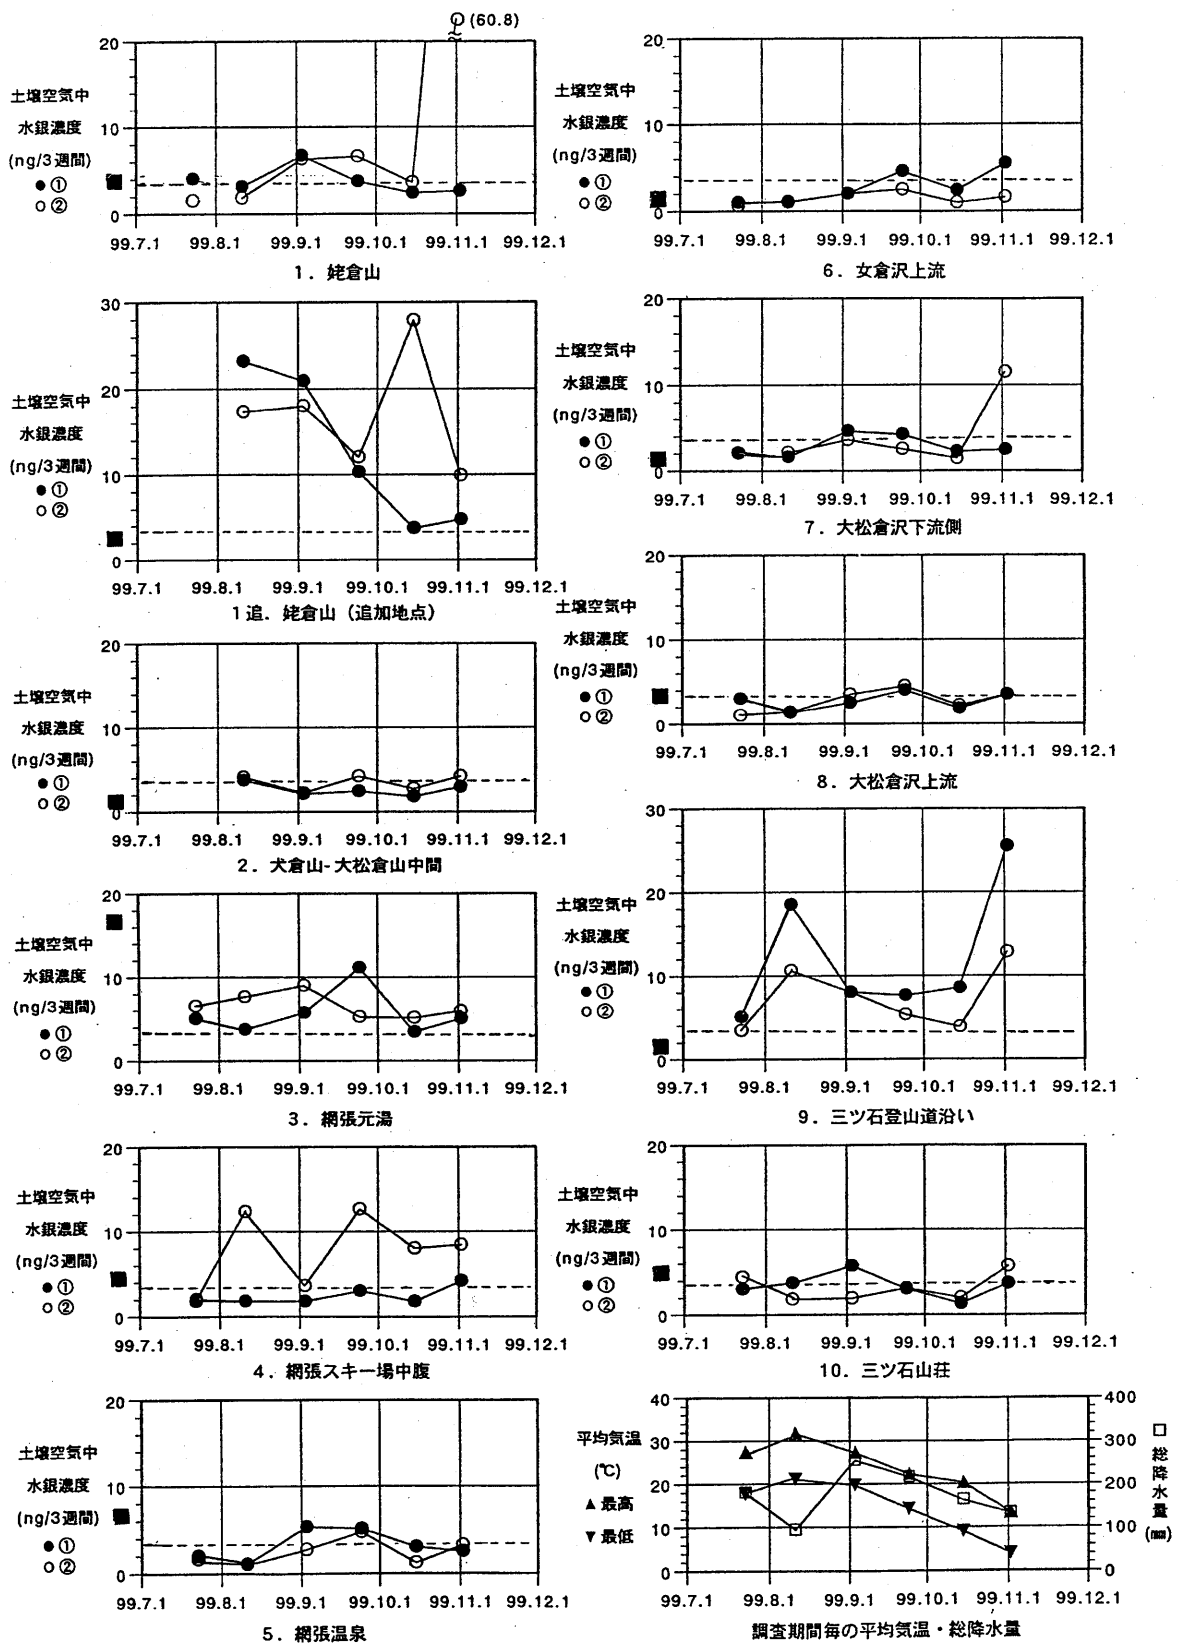 (60.8)
20
土壌空気中
水銀濃度
10
(ng/3週間)
● ①
○ ②
0
99.7.1 99.8.1 99.9.1 99.10.1 99.11.1 99.12.1
1. 姥倉山
30
20
土壌空気中
水銀濃度
(ng/3週間)
10
● ①
○ ②
0
99.7.1 99.8.1 99.9.1 99.10.1 99.11.1 99.12.1
1追. 姥倉山（追加地点）
20
土壌空気中
水銀濃度
10
(ng/3週間)
● ①
○ ②
0
99.7.1 99.8.1 99.9.1 99.10.1 99.11.1 99.12.1
2. 犬倉山-大松倉山中間
20
土壌空気中
水銀濃度
10
(ng/3週間)
● ①
○ ②
0
99.7.1 99.8.1 99.9.1 99.10.1 99.11.1 99.12.1
3. 網張元湯
20
土壌空気中
水銀濃度
10
(ng/3週間)
● ①
○ ②
0
99.7.1 99.8.1 99.9.1 99.10.1 99.11.1 99.12.1
4. 網張スキー場中腹
20
土壌空気中
水銀濃度
10
(ng/3週間)
● ①
○ ②
0
99.7.1 99.8.1 99.9.1 99.10.1 99.11.1 99.12.1
5. 網張温泉
20
土壌空気中
水銀濃度
10
(ng/3週間)
● ①
○ ②
0
99.7.1 99.8.1 99.9.1 99.10.1 99.11.1 99.12.1
6. 女倉沢上流
20
土壌空気中
水銀濃度
10
(ng/3週間)
● ①
○ ②
0
99.7.1 99.8.1 99.9.1 99.10.1 99.11.1 99.12.1
7. 大松倉沢下流側
20
土壌空気中
水銀濃度
10
(ng/3週間)
● ①
○ ②
0
99.7.1 99.8.1 99.9.1 99.10.1 99.11.1 99.12.1
8. 大松倉沢上流
30
20
土壌空気中
水銀濃度
(ng/3週間)
10
● ①
○ ②
0
99.7.1 99.8.1 99.9.1 99.10.1 99.11.1 99.12.1
9. 三ツ石登山道沿い
20
土壌空気中
水銀濃度
10
(ng/3週間)
● ①
○ ②
0
99.7.1 99.8.1 99.9.1 99.10.1 99.11.1 99.12.1
10. 三ツ石山荘
40
30
20
10
0
平均気温
(℃)
▲ 最高
▼ 最低
400
300
200
100
0
□ 総降水量 (mm)
99.7.1 99.8.1 99.9.1 99.10.1 99.11.1 99.12.1
調査期間毎の平均気温・総降水量